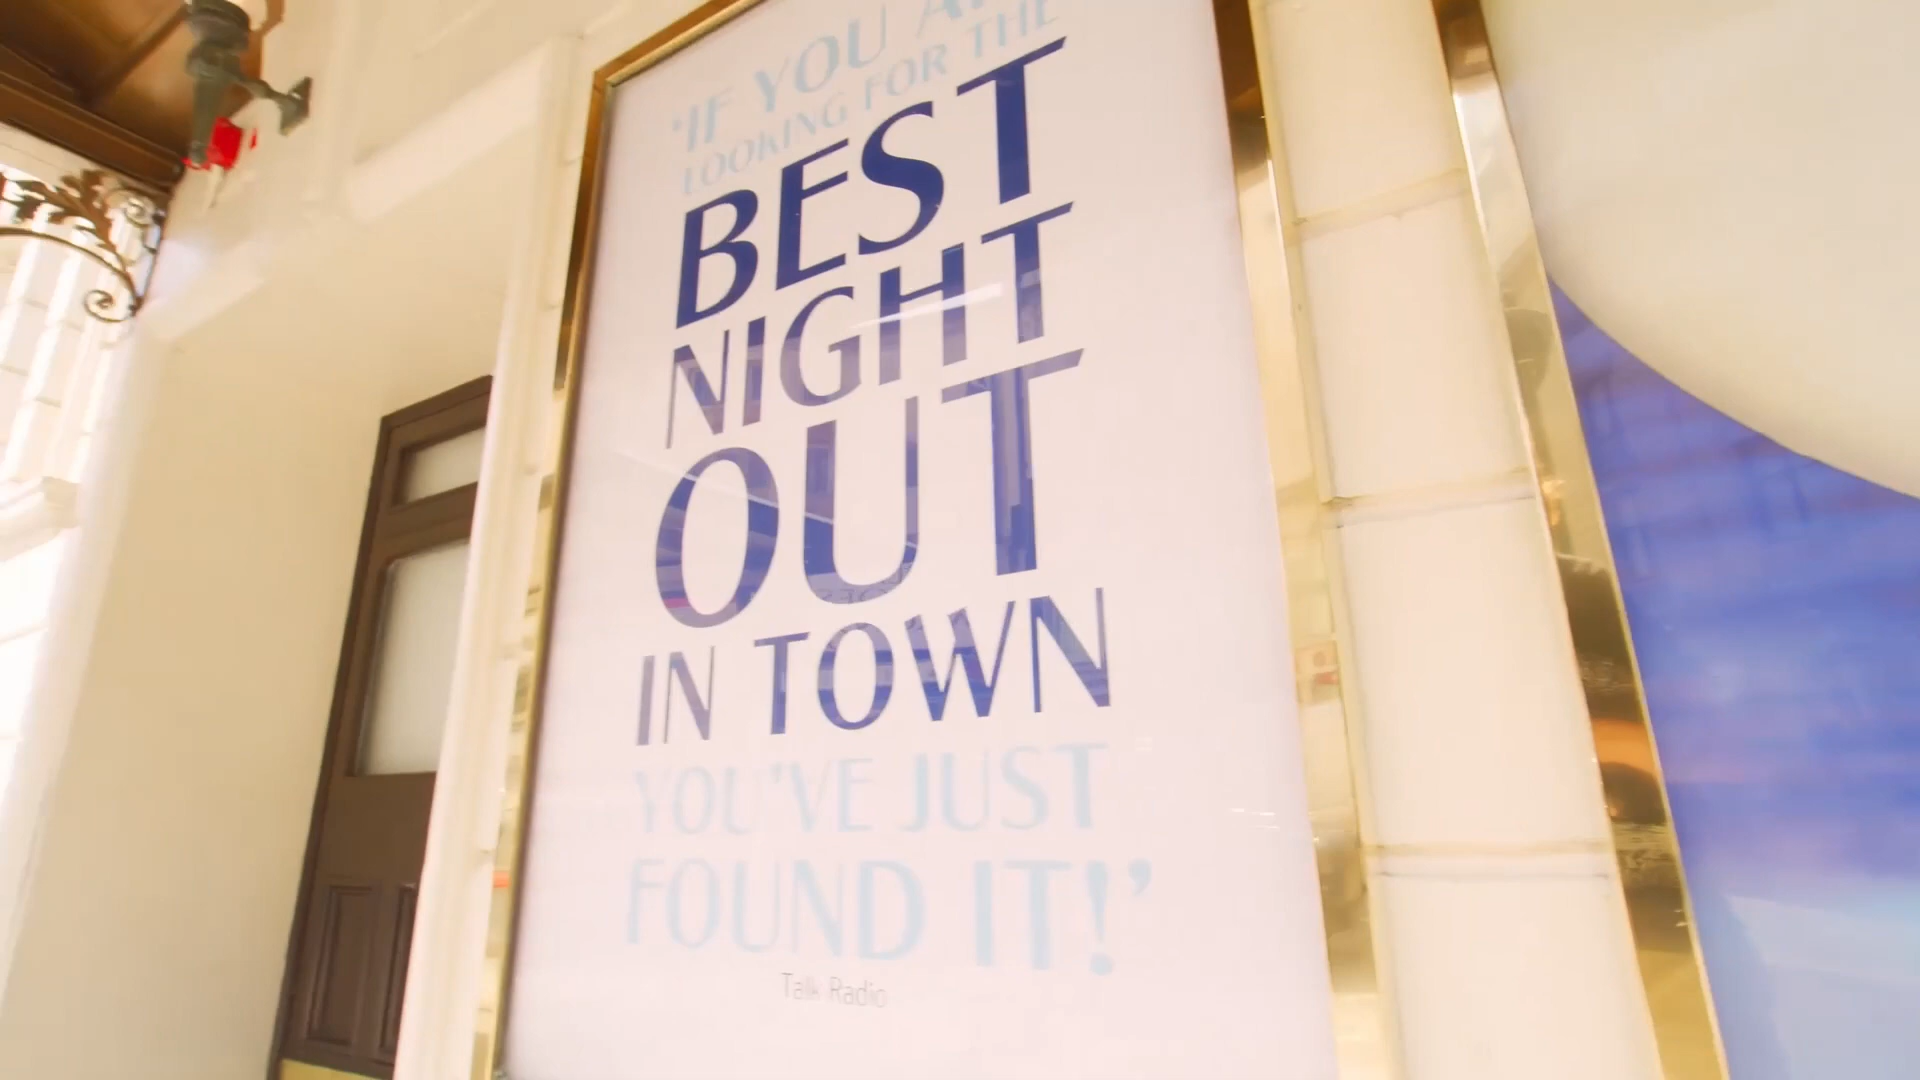 'IF YOU
LOOKING FOR THE
BEST
NIGHT
OUT
IN TOWN
YOU'VE JUST
FOUND IT!'
Talk Radio